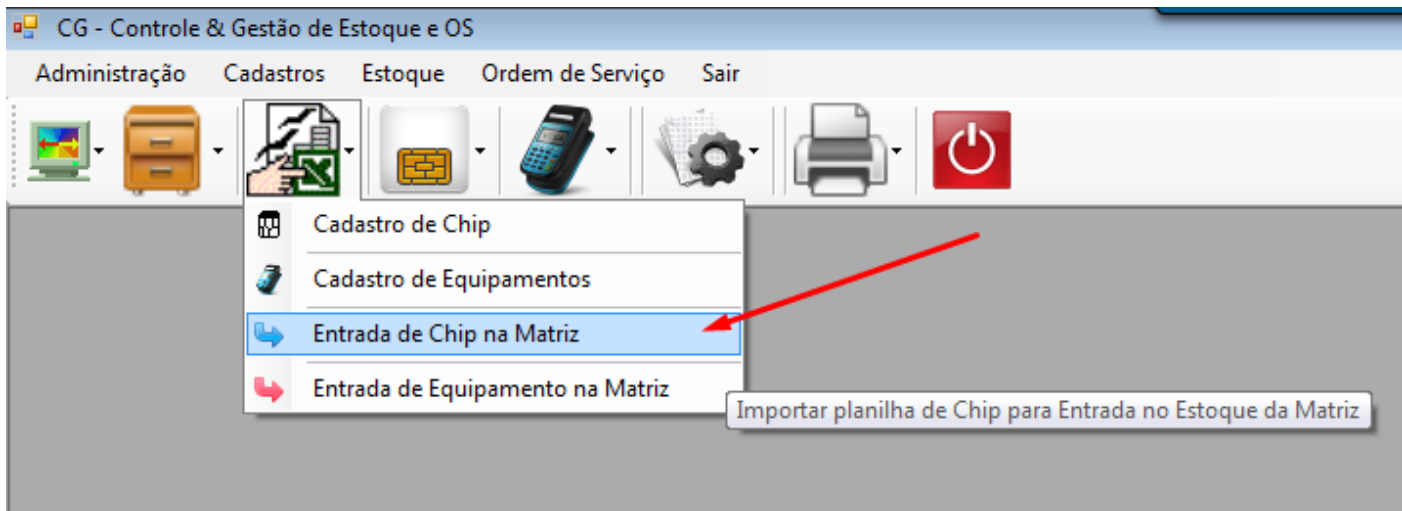 CG - Controle & Gestão de Estoque e OS
Administração Cadastros Estoque Ordem de Serviço Sair
Cadastro de Chip
Cadastro de Equipamentos
Entrada de Chip na Matriz
Entrada de Equipamento na Matriz
Importar planilha de Chip para Entrada no Estoque da Matriz